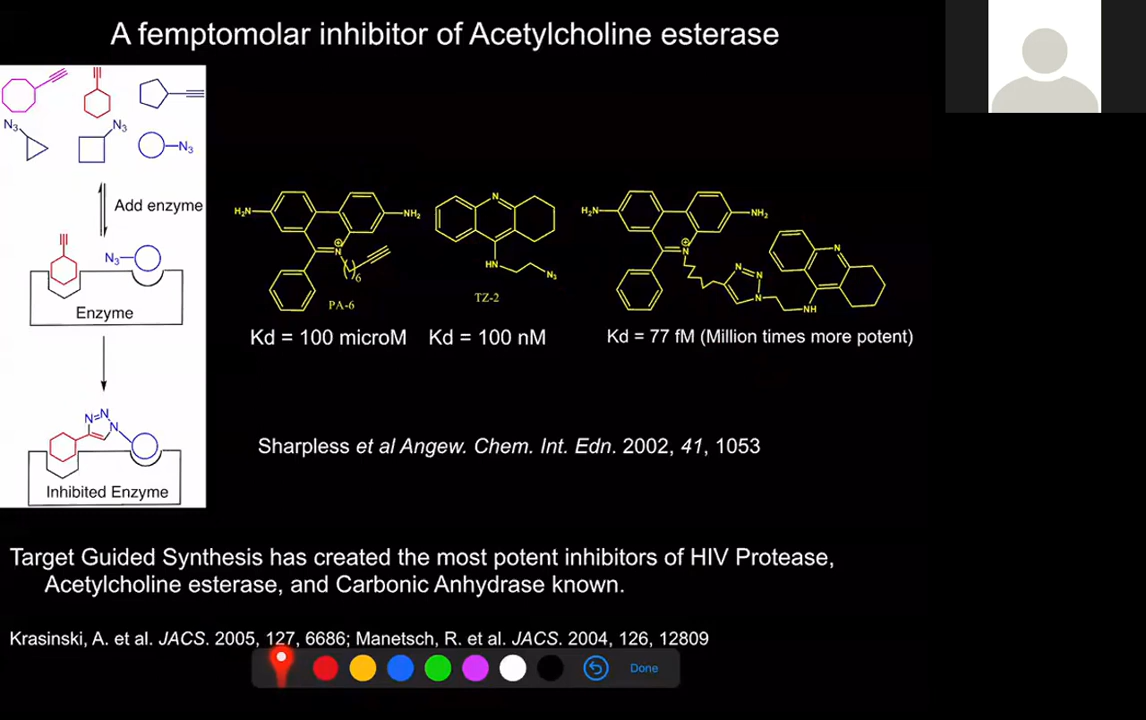 A femptomolar inhibitor of Acetylcholine esterase
N3
N3
N3
Add enzyme
N3
Enzyme
N N
N
Inhibited Enzyme
H2N
NH2
N
6
PA-6
N
HN
N3
TZ-2
H2N
NH2
N
N
N
N
N
NH
Kd = 100 microM
Kd = 100 nM
Kd = 77 fM (Million times more potent)
Sharpless et al Angew. Chem. Int. Edn. 2002, 41, 1053
Target Guided Synthesis has created the most potent inhibitors of HIV Protease,
Acetylcholine esterase, and Carbonic Anhydrase known.
Krasinski, A. et al. JACS. 2005, 127, 6686; Manetsch, R. et al. JACS. 2004, 126, 12809
Done